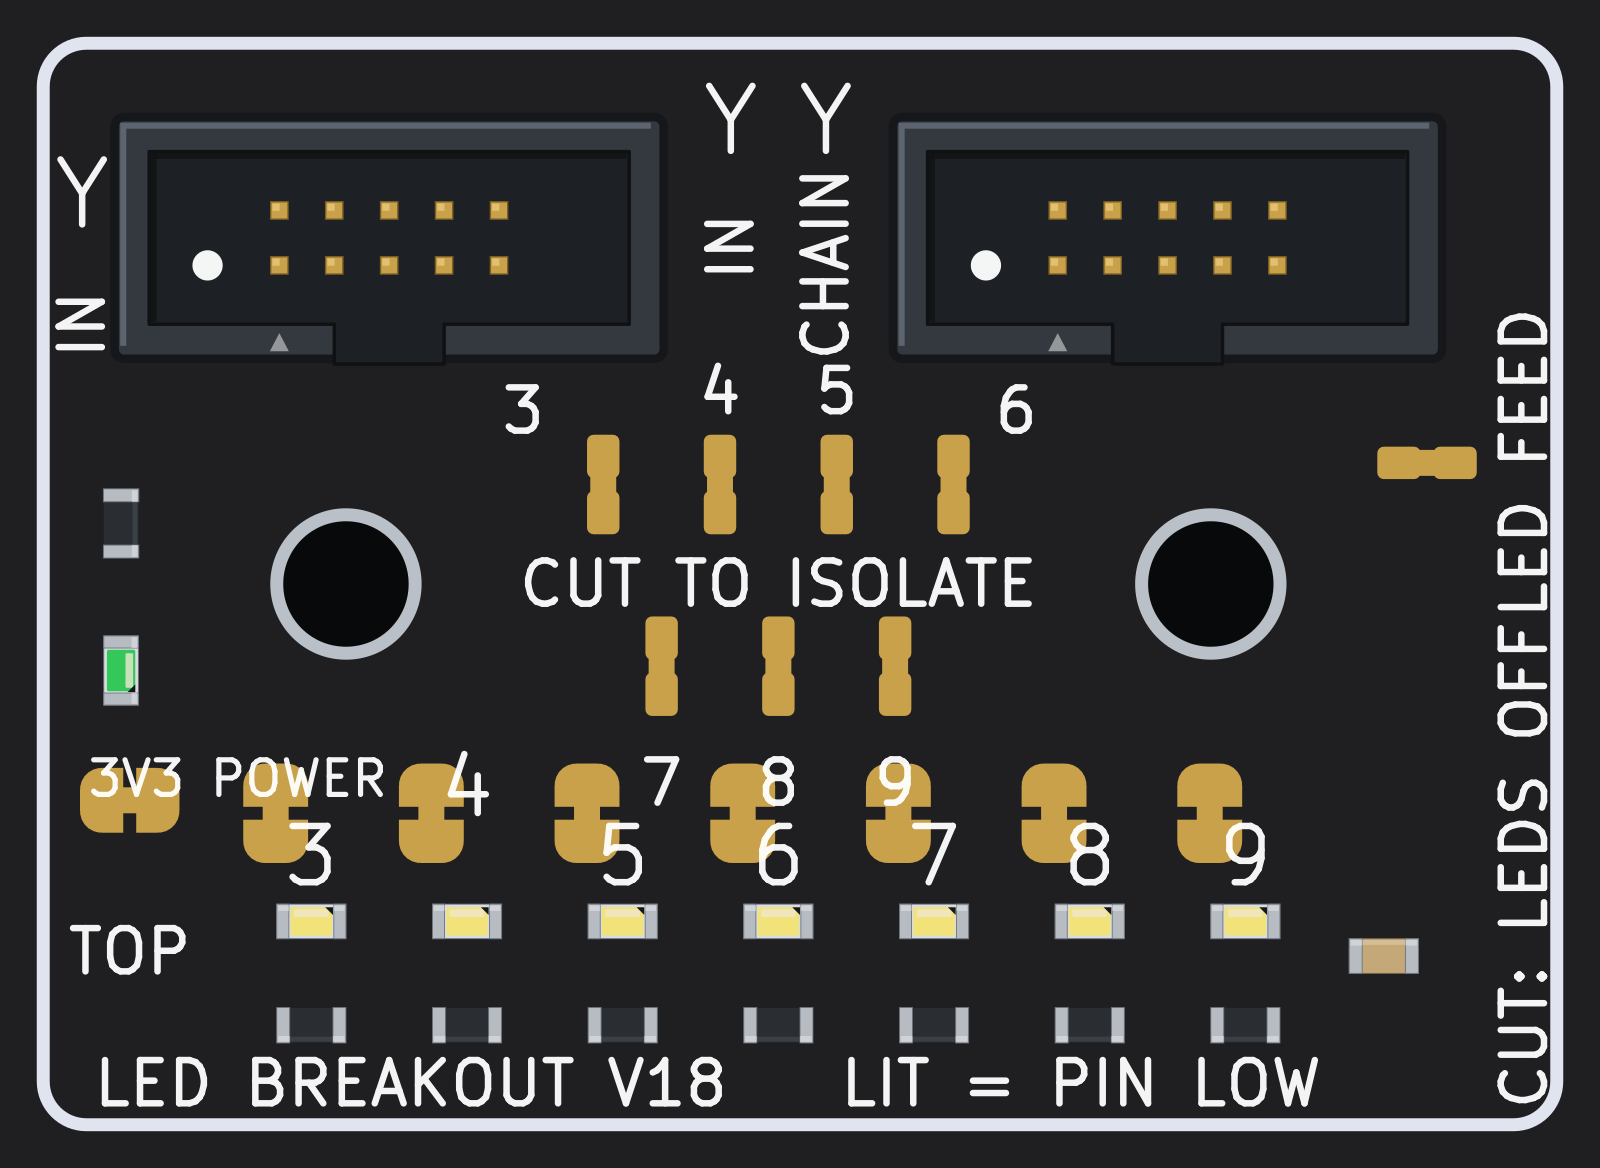 Y IN
Y IN
Y CHAIN
3 4 5 6
CUT TO ISOLATE
7 8 9
3V3 POWER
3 4 5 6 7 8 9
TOP
LED BREAKOUT V18
LIT = PIN LOW
CUT: LEDS OFF
LED FEED